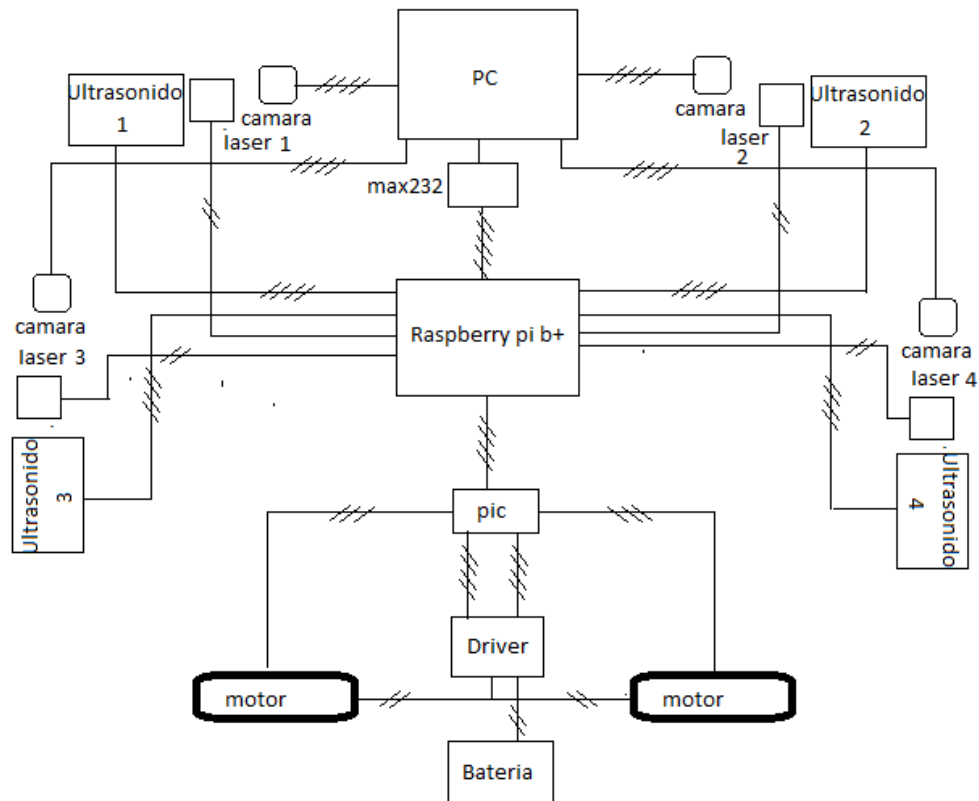 PC
Ultrasonido
1
camara
laser 1
camara
laser
2
Ultrasonido
2
max232
camara
laser 3
Raspberry pi b+
camara
laser 4
Ultrasonido
3
Ultrasonido
4
pic
Driver
motor
motor
Bateria